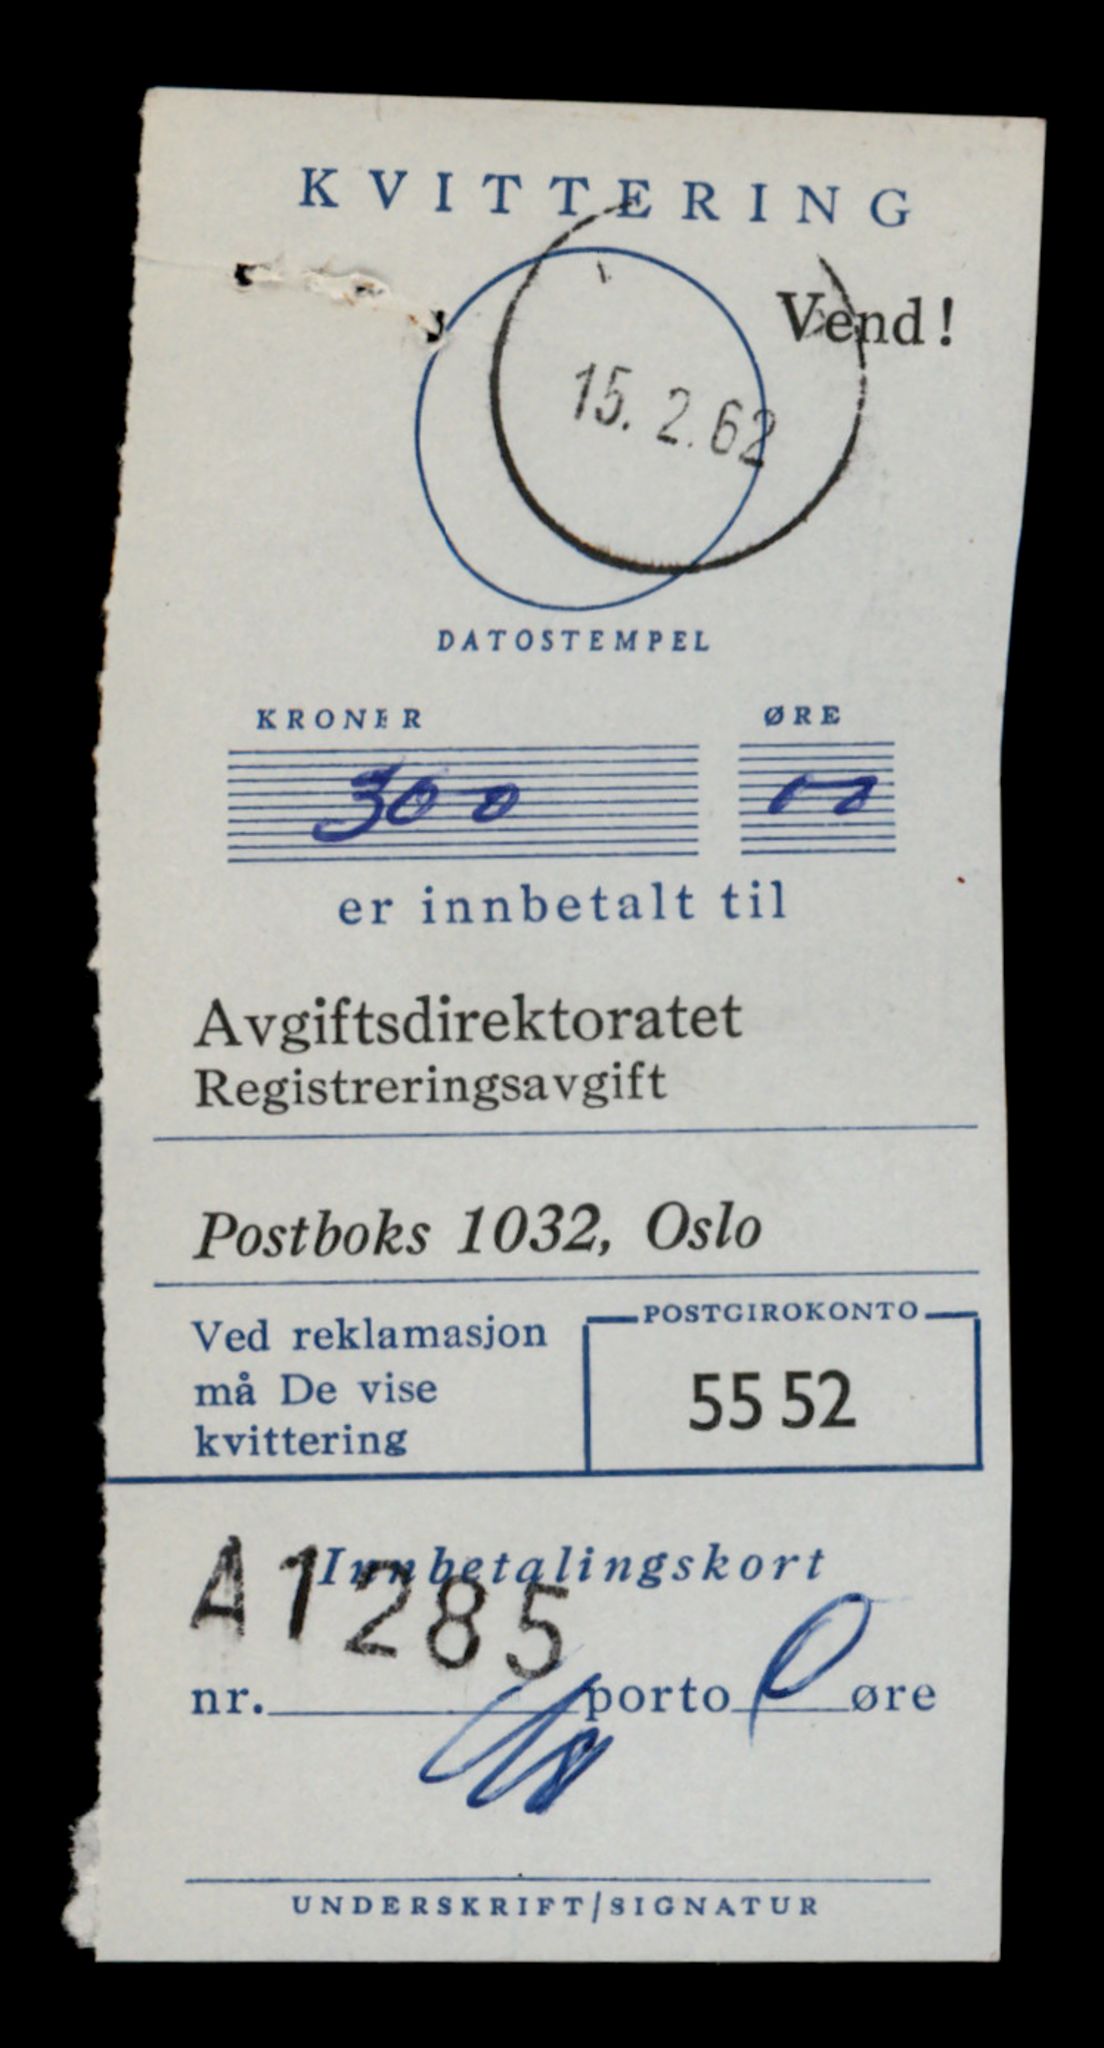 KVITTERING
Vend!
15. 2. 62
DATOSTEMPEL
KRONER ØRE
300 00
er innbetalt til
Avgiftsdirektoratet
Registreringsavgift
Postboks 1032, Oslo
Ved reklamasjon
må De vise
kvittering
POSTGIROKONTO
55 52
Innbetalingskort
A1285
nr. porto øre
UNDERSKRIFT/SIGNATUR